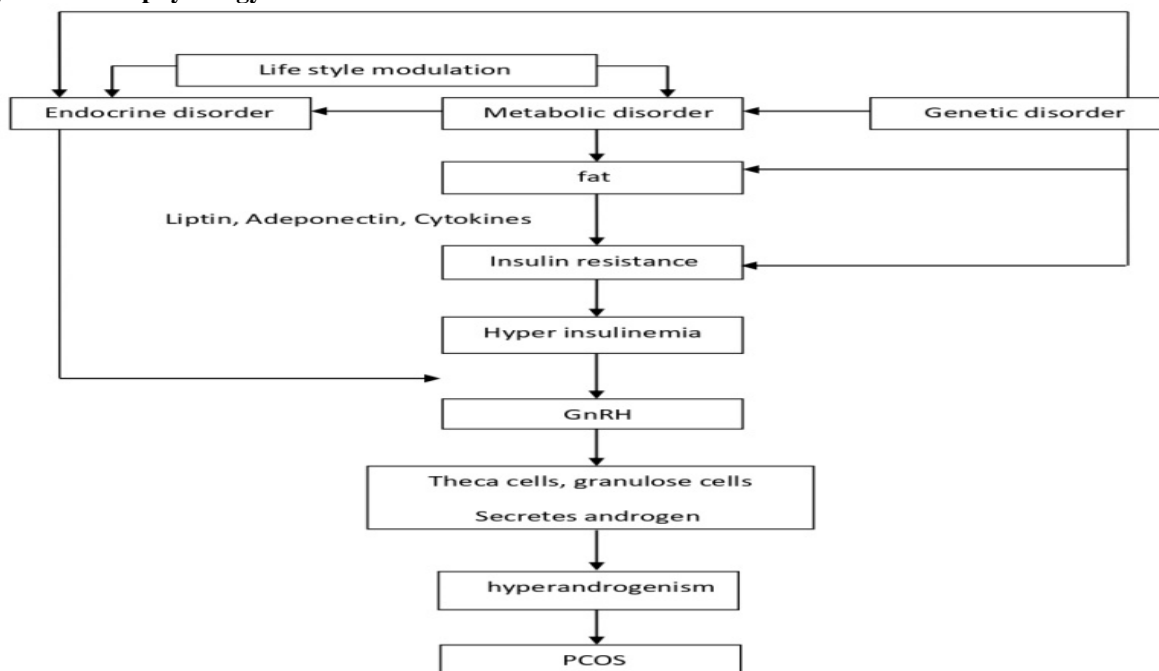 Life style modulation
Endocrine disorder
Metabolic disorder
Genetic disorder
fat
Liptin, Adeponectin, Cytokines
Insulin resistance
Hyper insulinemia
GnRH
Theca cells, granulose cells
Secretes androgen
hyperandrogenism
PCOS